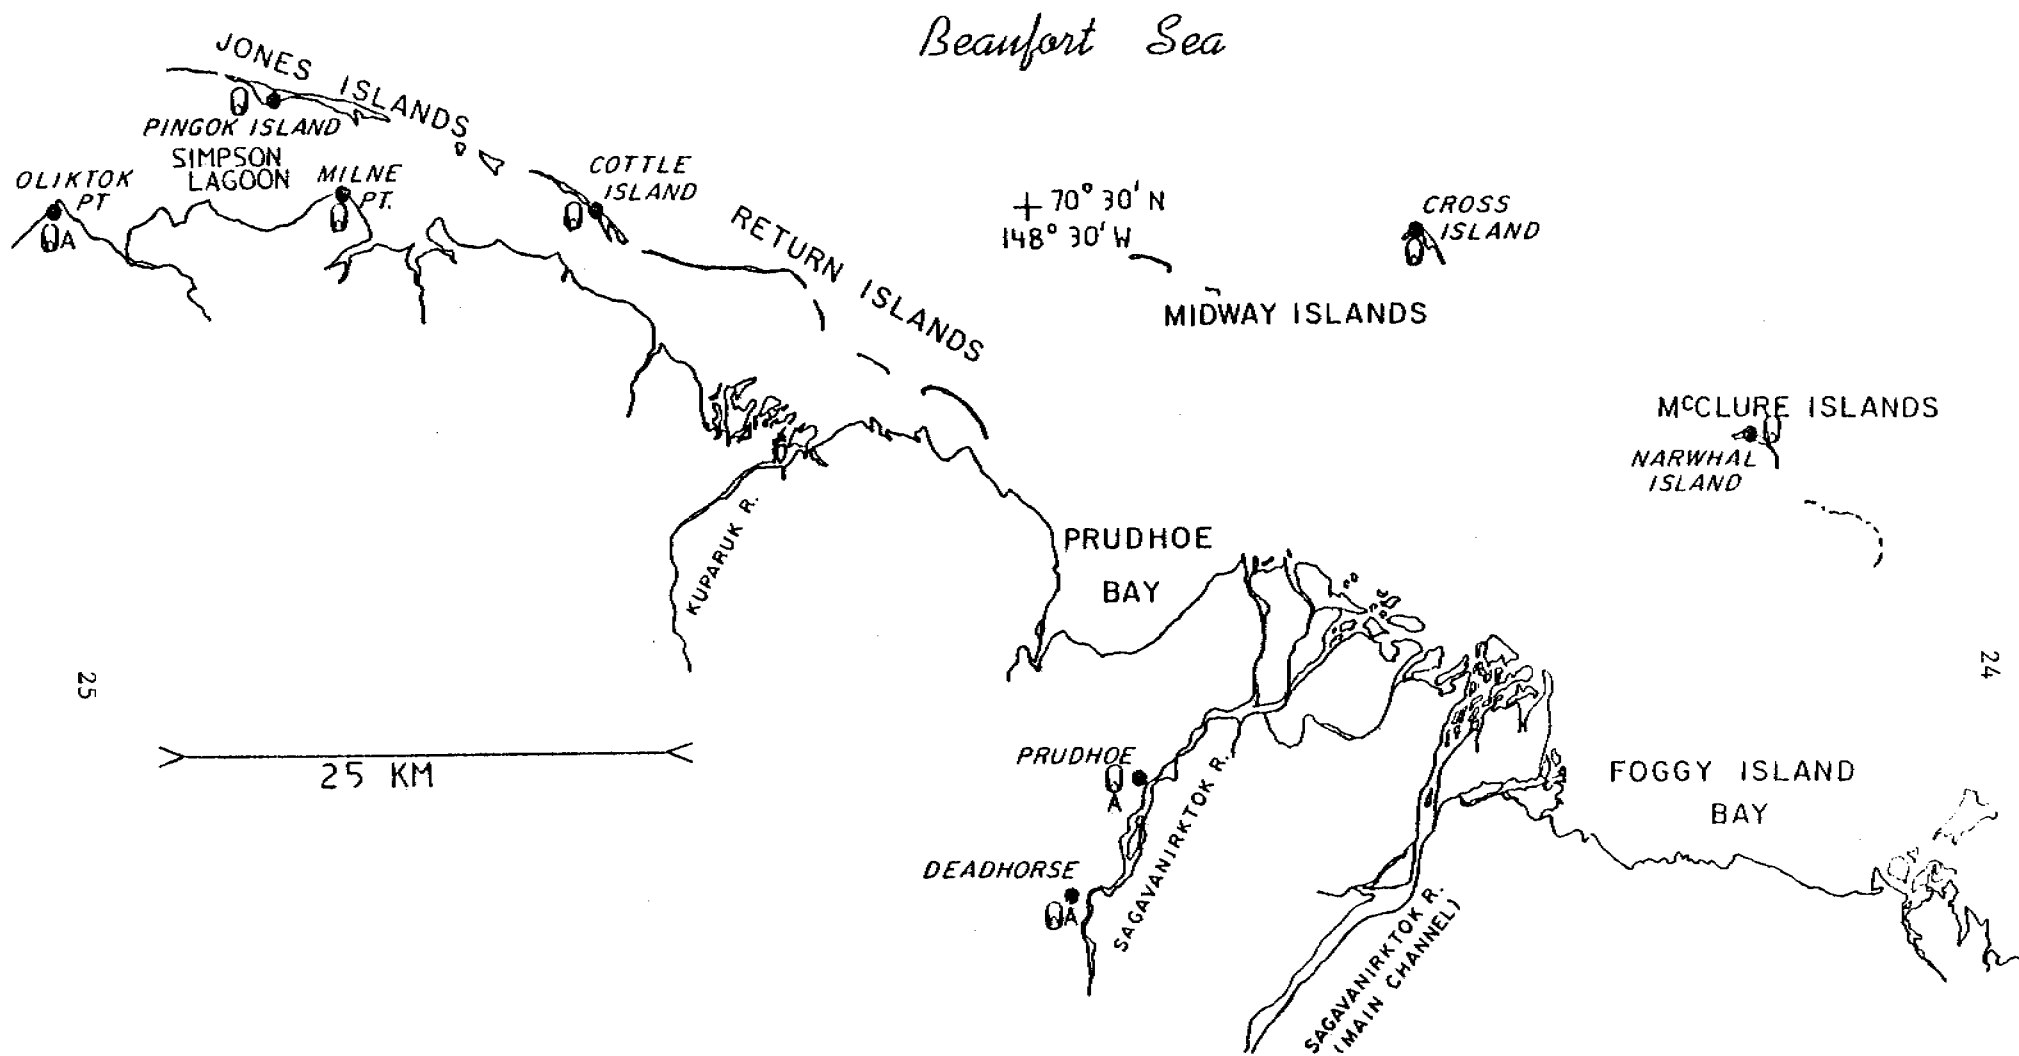 Beaufort Sea
JONES ISLANDS
PINGOK ISLAND
SIMPSON
LAGOON
OLIKTOK
PT
A
MILNE
PT.
COTTLE
ISLAND
RETURN ISLANDS
+ 70° 30' N
148° 30' W
CROSS
ISLAND
MIDWAY ISLANDS
McCLURE ISLANDS
NARWHAL
ISLAND
KUPARUK R.
PRUDHOE
BAY
25
24
25 KM
PRUDHOE
A
SAGAVANIRKTOK R.
DEADHORSE
A
SAGAVANIRKTOK R.
(MAIN CHANNEL)
FOGGY ISLAND
BAY